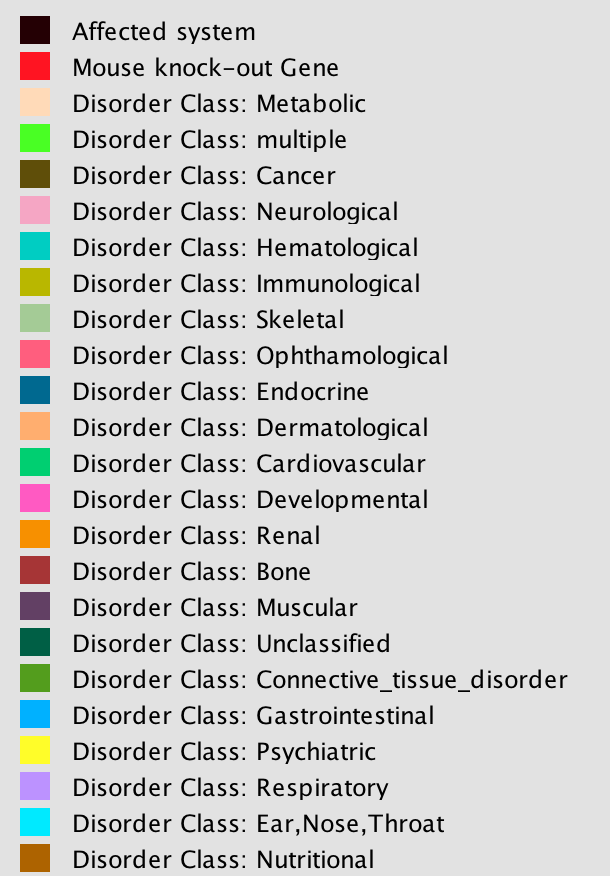 Affected system
Mouse knock-out Gene
Disorder Class: Metabolic
Disorder Class: multiple
Disorder Class: Cancer
Disorder Class: Neurological
Disorder Class: Hematological
Disorder Class: Immunological
Disorder Class: Skeletal
Disorder Class: Ophthamological
Disorder Class: Endocrine
Disorder Class: Dermatological
Disorder Class: Cardiovascular
Disorder Class: Developmental
Disorder Class: Renal
Disorder Class: Bone
Disorder Class: Muscular
Disorder Class: Unclassified
Disorder Class: Connective_tissue_disorder
Disorder Class: Gastrointestinal
Disorder Class: Psychiatric
Disorder Class: Respiratory
Disorder Class: Ear,Nose,Throat
Disorder Class: Nutritional